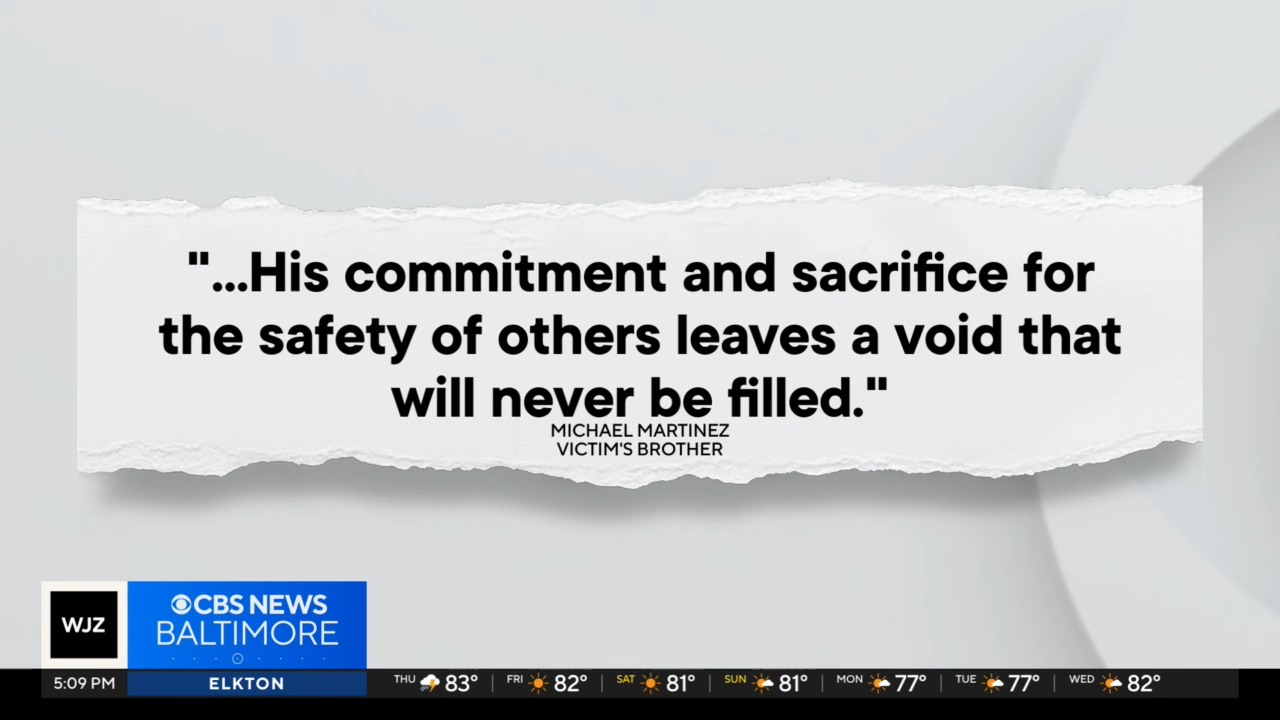 "...His commitment and sacrifice for
the safety of others leaves a void that
will never be filled."
MICHAEL MARTINEZ
VICTIM'S BROTHER
WJZ
CBS NEWS
BALTIMORE
5:09 PM ELKTON THU 83° FRI 82° SAT 81° SUN 81° MON 77° TUE 77° WED 82°